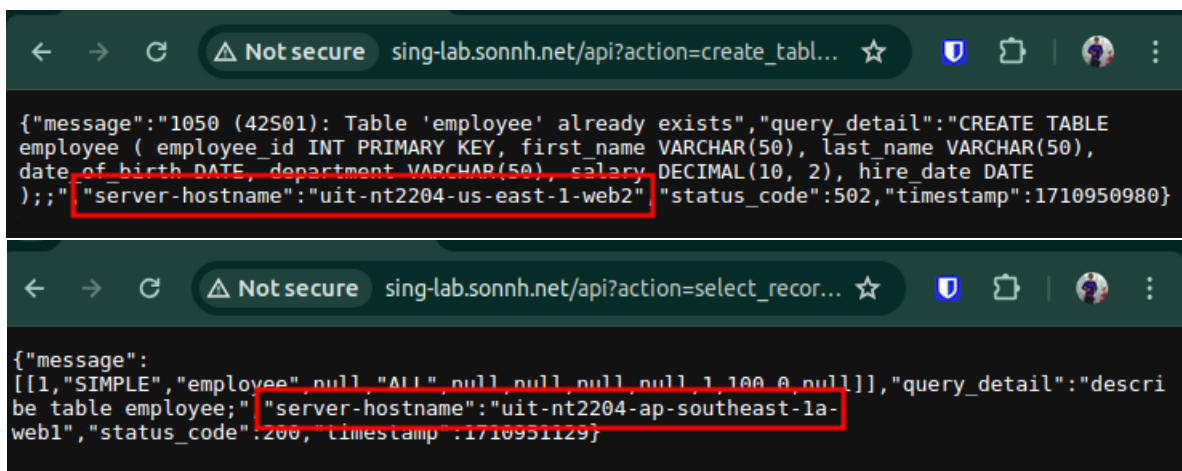 Not secure sing-lab.sonnh.net/api?action=create_tabl...
{"message":"1050 (42S01): Table 'employee' already exists","query_detail":"CREATE TABLE
employee ( employee_id INT PRIMARY KEY, first_name VARCHAR(50), last_name VARCHAR(50),
date_of_birth DATE, department VARCHAR(50), salary DECIMAL(10, 2), hire_date DATE
);;","server-hostname":"uit-nt2204-us-east-1-web2","status_code":502,"timestamp":1710950980}
Not secure sing-lab.sonnh.net/api?action=select_recor...
{"message":
[[1,"SIMPLE","employee",null,"ALL",null,null,null,null,1,100.0,null]],"query_detail":"descri
be table employee;","server-hostname":"uit-nt2204-ap-southeast-1a-
web1","status_code":200,"timestamp":1710951129}